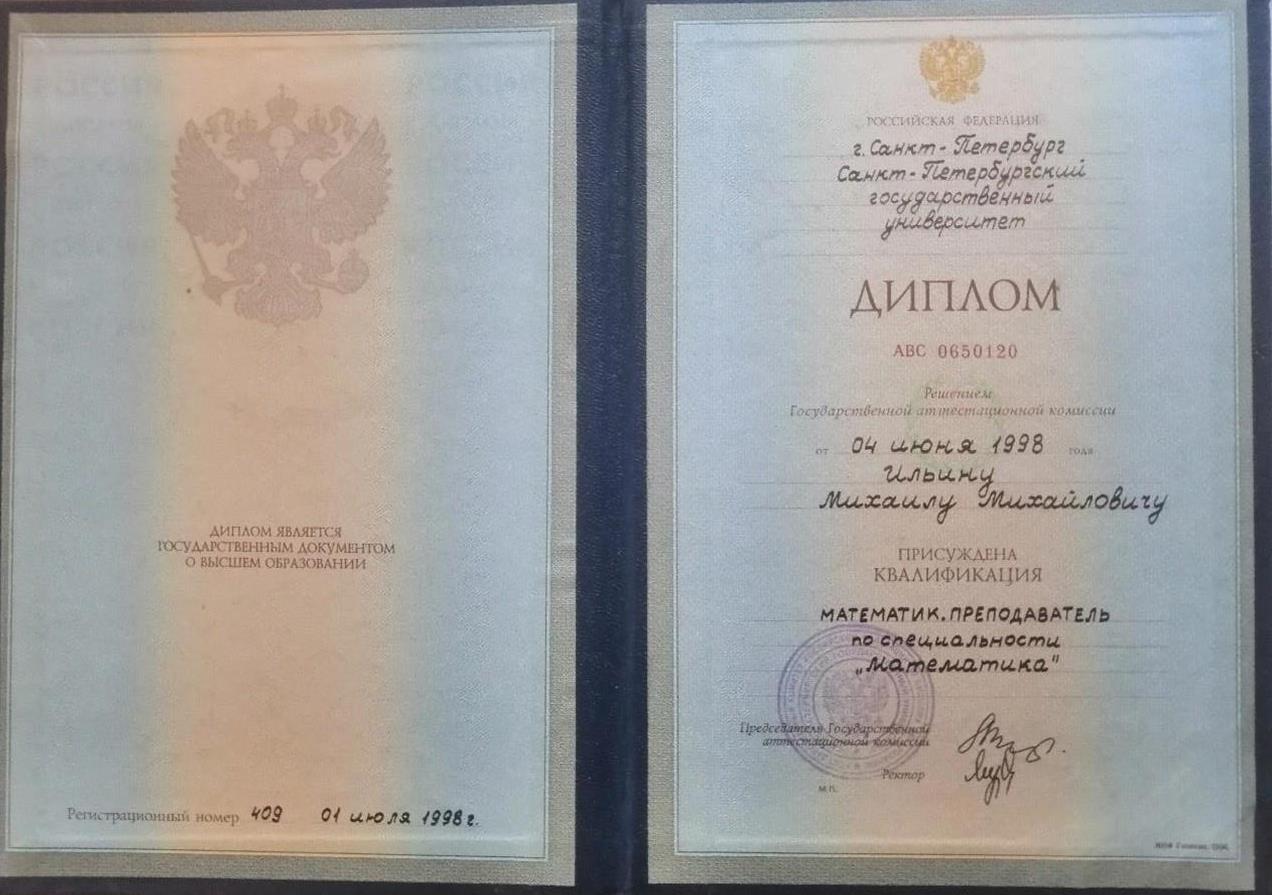 ДИПЛОМ ЯВЛЯЕТСЯ
ГОСУДАРСТВЕННЫМ ДОКУМЕНТОМ
О ВЫСШЕМ ОБРАЗОВАНИИ
Регистрационный номер 409 01 июля 1998 г.
РОССИЙСКАЯ ФЕДЕРАЦИЯ
г. Санкт-Петербург
Санкт-Петербургский
государственный
университет
ДИПЛОМ
АВС 0650120
Решением
Государственной аттестационной комиссии
от 04 июня 1998 года
Ильину
Михаилу Михайловичу
ПРИСУЖДЕНА
КВАЛИФИКАЦИЯ
МАТЕМАТИК. ПРЕПОДАВАТЕЛЬ
по специальности
„Математика"
Председатель Государственной
аттестационной комиссии
Ректор
М.П.